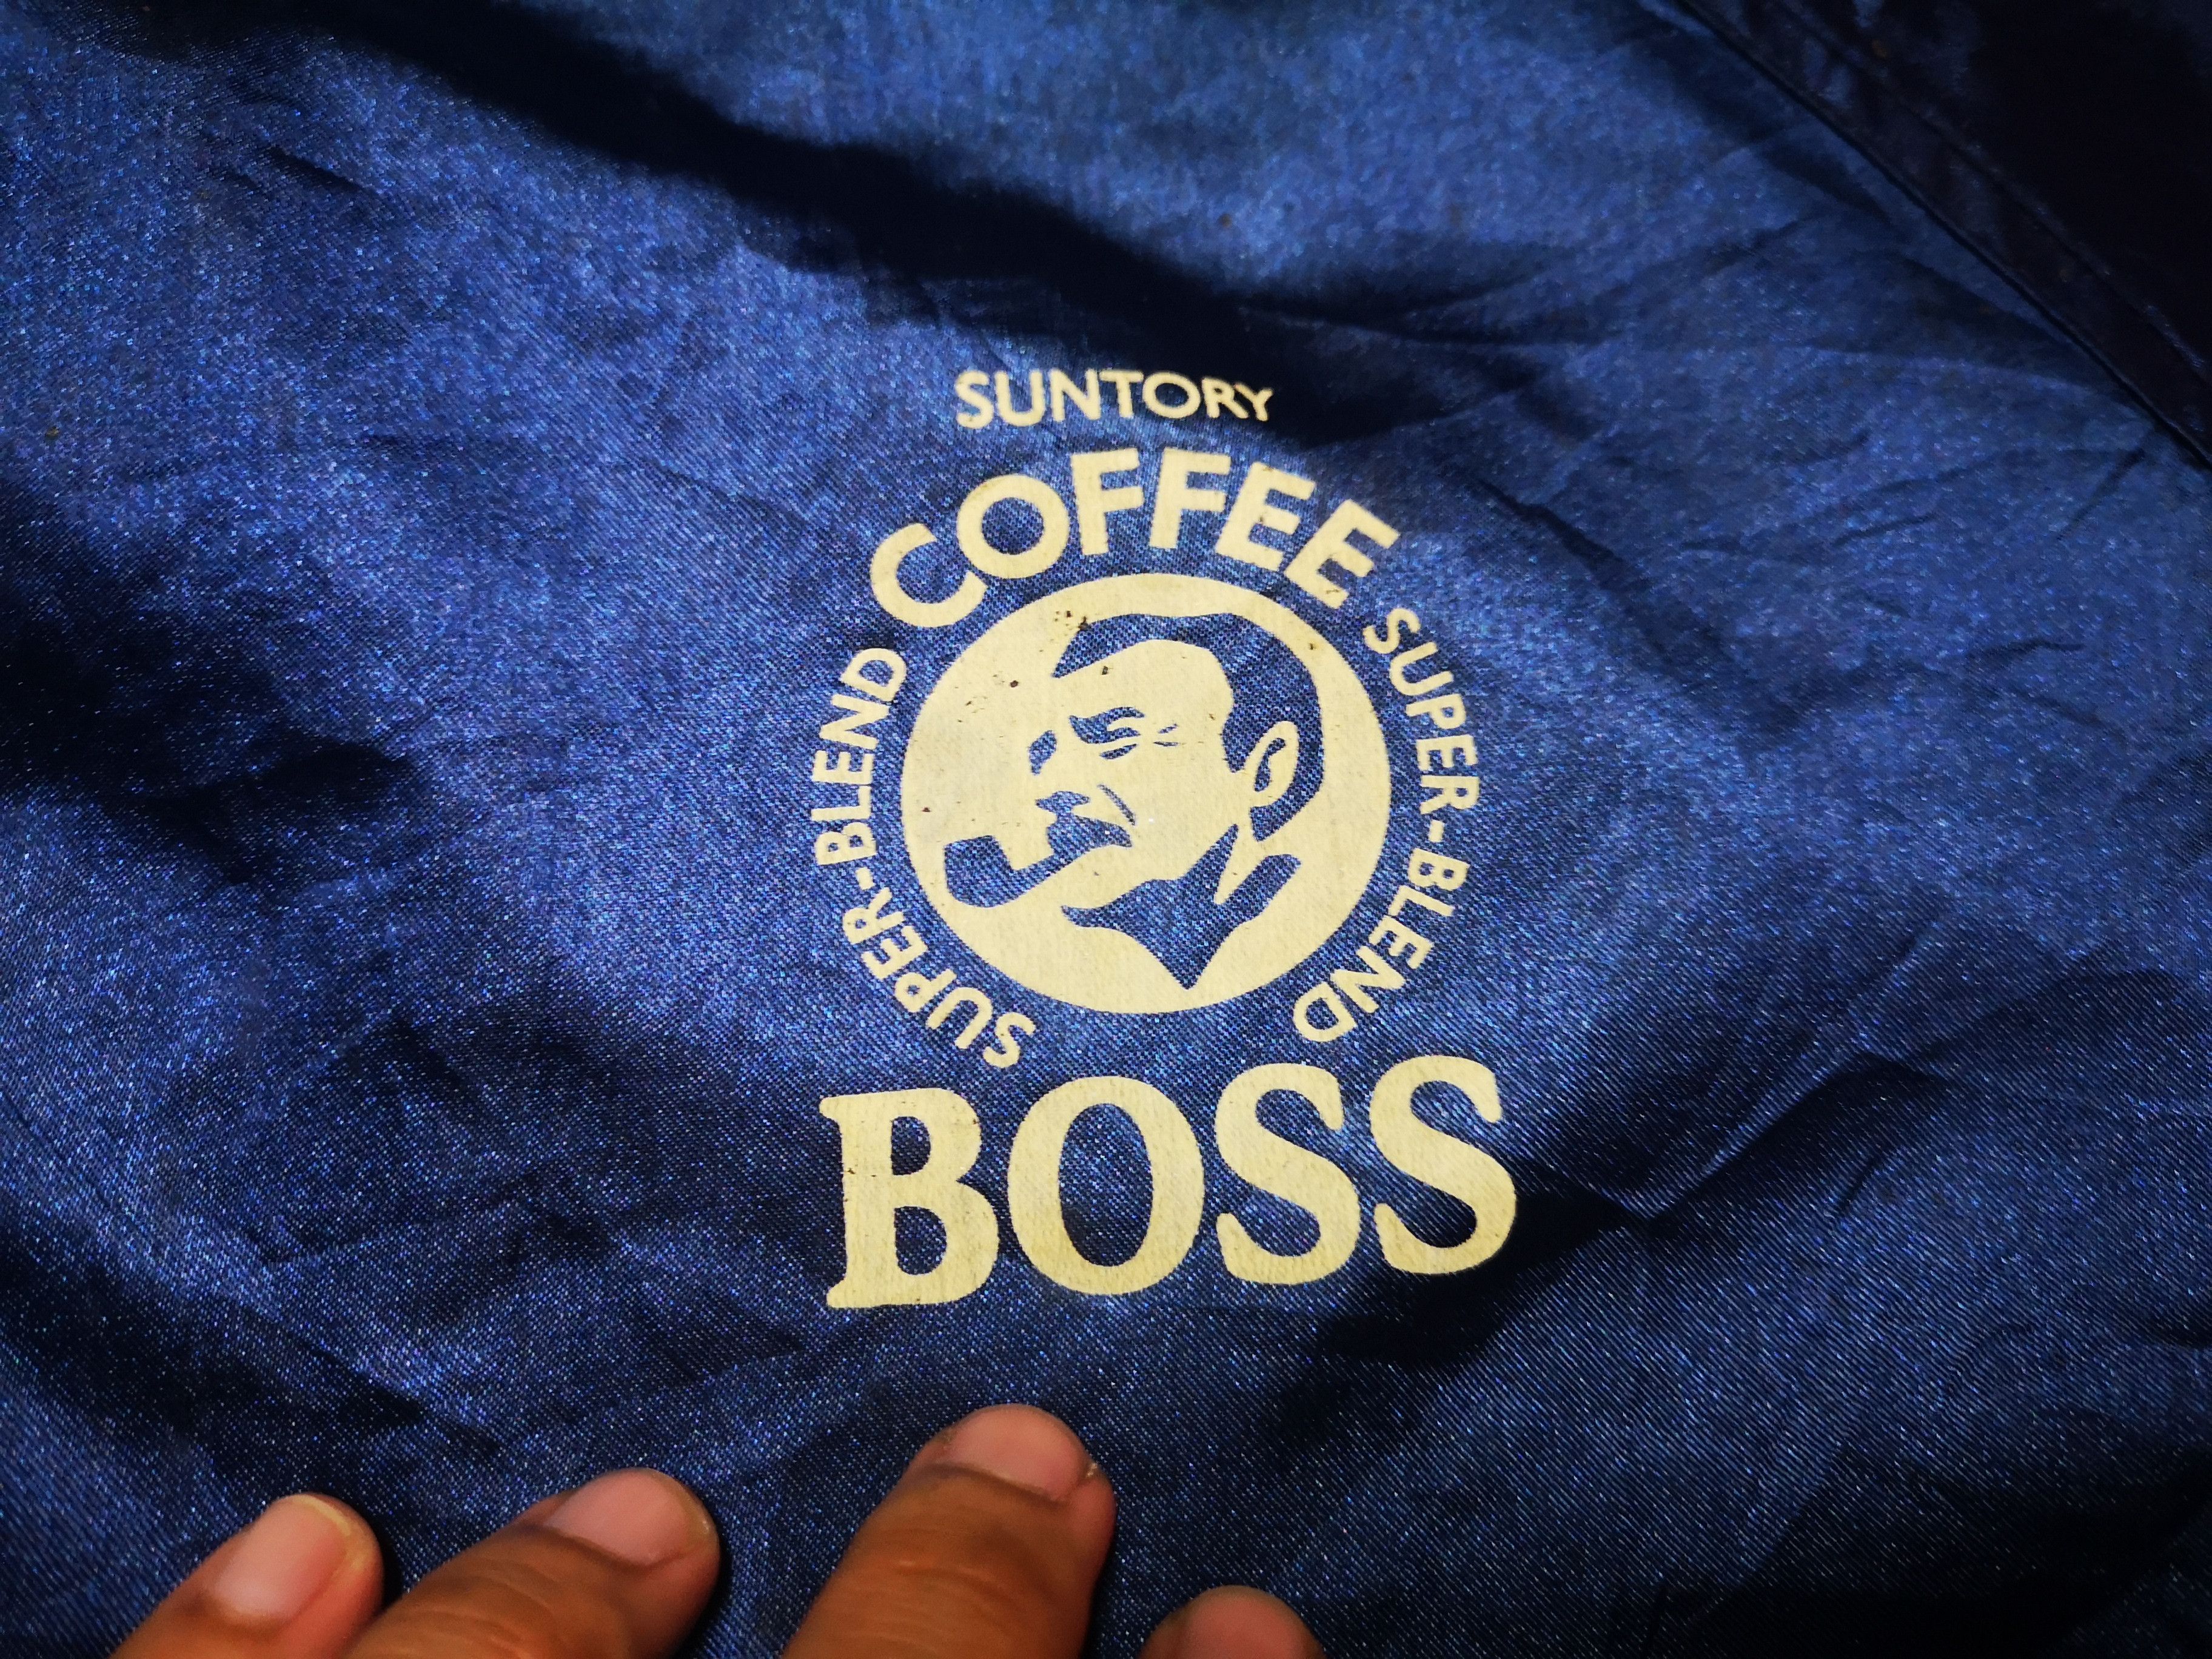 SUNTORY
COFFEE
SUPER-BLEND
SUPER-BLEND
BOSS